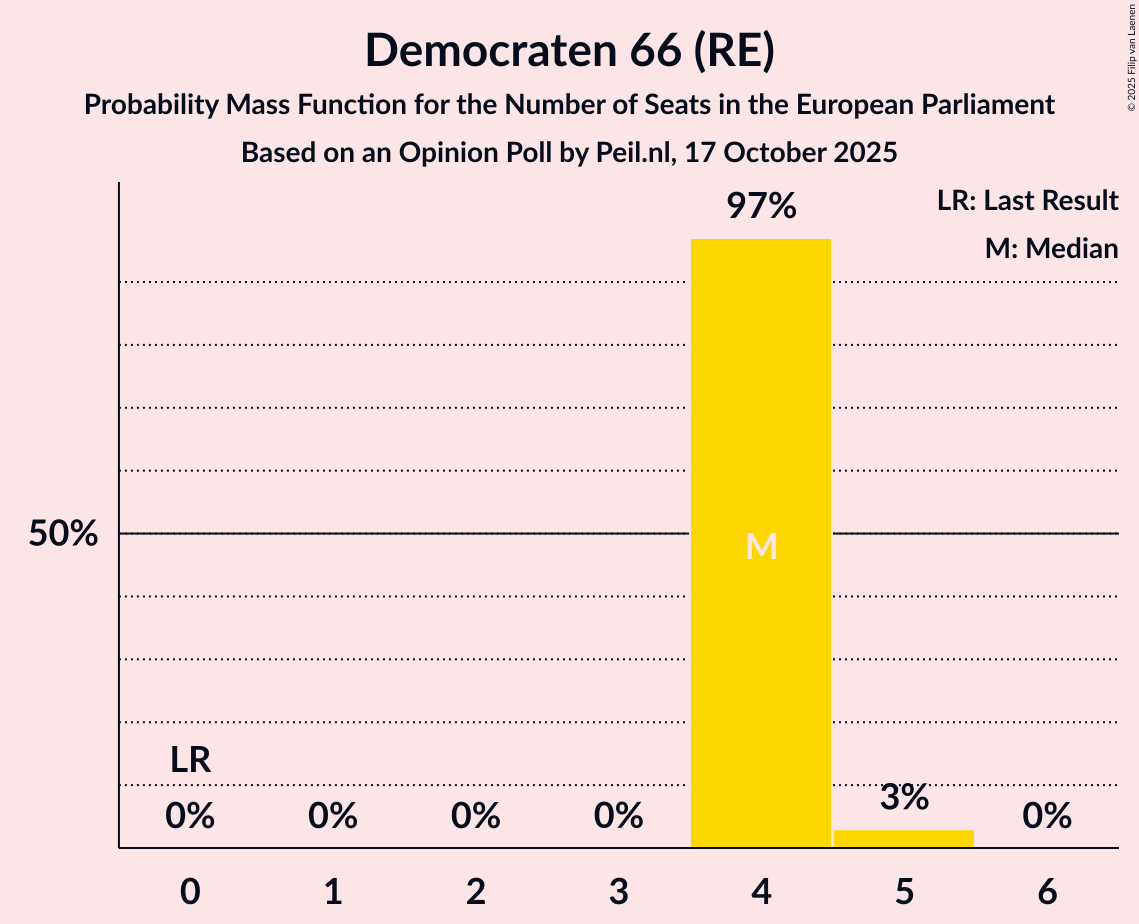 Democraten 66 (RE)
Probability Mass Function for the Number of Seats in the European Parliament
Based on an Opinion Poll by Peil.nl, 17 October 2025
© 2025 Filip van Laenen
LR: Last Result
M: Median
97%
50%
M
LR
0%
0%
0%
0%
3%
0%
0
1
2
3
4
5
6